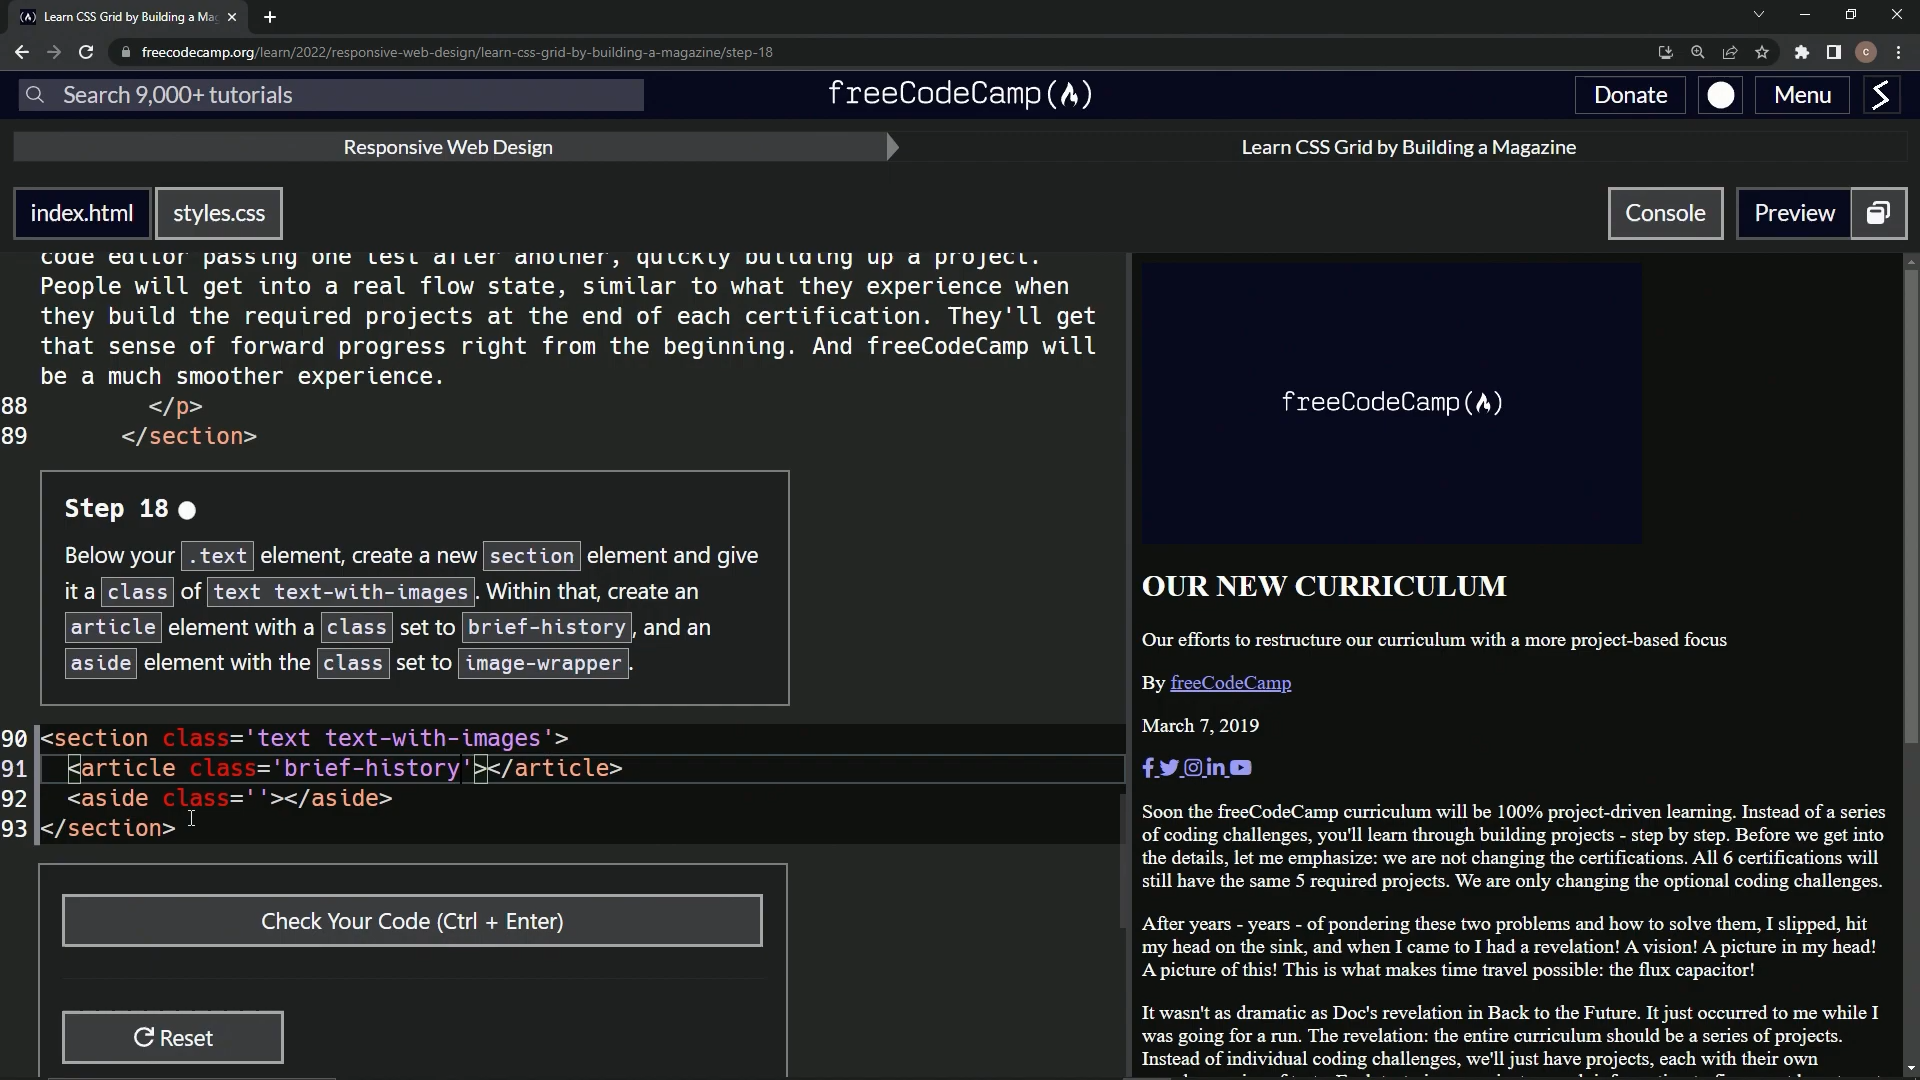 Learn CSS Grid by Building a Mag
freecodecamp.org/learn/2022/responsive-web-design/learn-css-grid-by-building-a-magazine/step-18
C
Search 9,000+ tutorials
freeCodeCamp
Donate
Menu
Responsive Web Design
Learn CSS Grid by Building a Magazine
index.html
styles.css
Console
Preview
code editor passing one test after another, quickly building up a project.
People will get into a real flow state, similar to what they experience when
they build the required projects at the end of each certification. They'll get
that sense of forward progress right from the beginning. And freeCodeCamp will
be a much smoother experience.
88 </p>
89 </section>
Step 18
Below your .text element, create a new section element and give
it a class of text text-with-images. Within that, create an
article element with a class set to brief-history, and an
aside element with the class set to image-wrapper.
90 <section class='text text-with-images'>
91 <article class='brief-history'></article>
92 <aside class=''></aside>
93 </section>
Check Your Code (Ctrl + Enter)
Reset
freeCodeCamp
OUR NEW CURRICULUM
Our efforts to restructure our curriculum with a more project-based focus
By freeCodeCamp
March 7, 2019
Soon the freeCodeCamp curriculum will be 100% project-driven learning. Instead of a series
of coding challenges, you'll learn through building projects - step by step. Before we get into
the details, let me emphasize: we are not changing the certifications. All 6 certifications will
still have the same 5 required projects. We are only changing the optional coding challenges.
After years - years - of pondering these two problems and how to solve them, I slipped, hit
my head on the sink, and when I came to I had a revelation! A vision! A picture in my head!
A picture of this! This is what makes time travel possible: the flux capacitor!
It wasn't as dramatic as Doc's revelation in Back to the Future. It just occurred to me while I
was going for a run. The revelation: the entire curriculum should be a series of projects.
Instead of individual coding challenges, we'll just have projects, each with their own